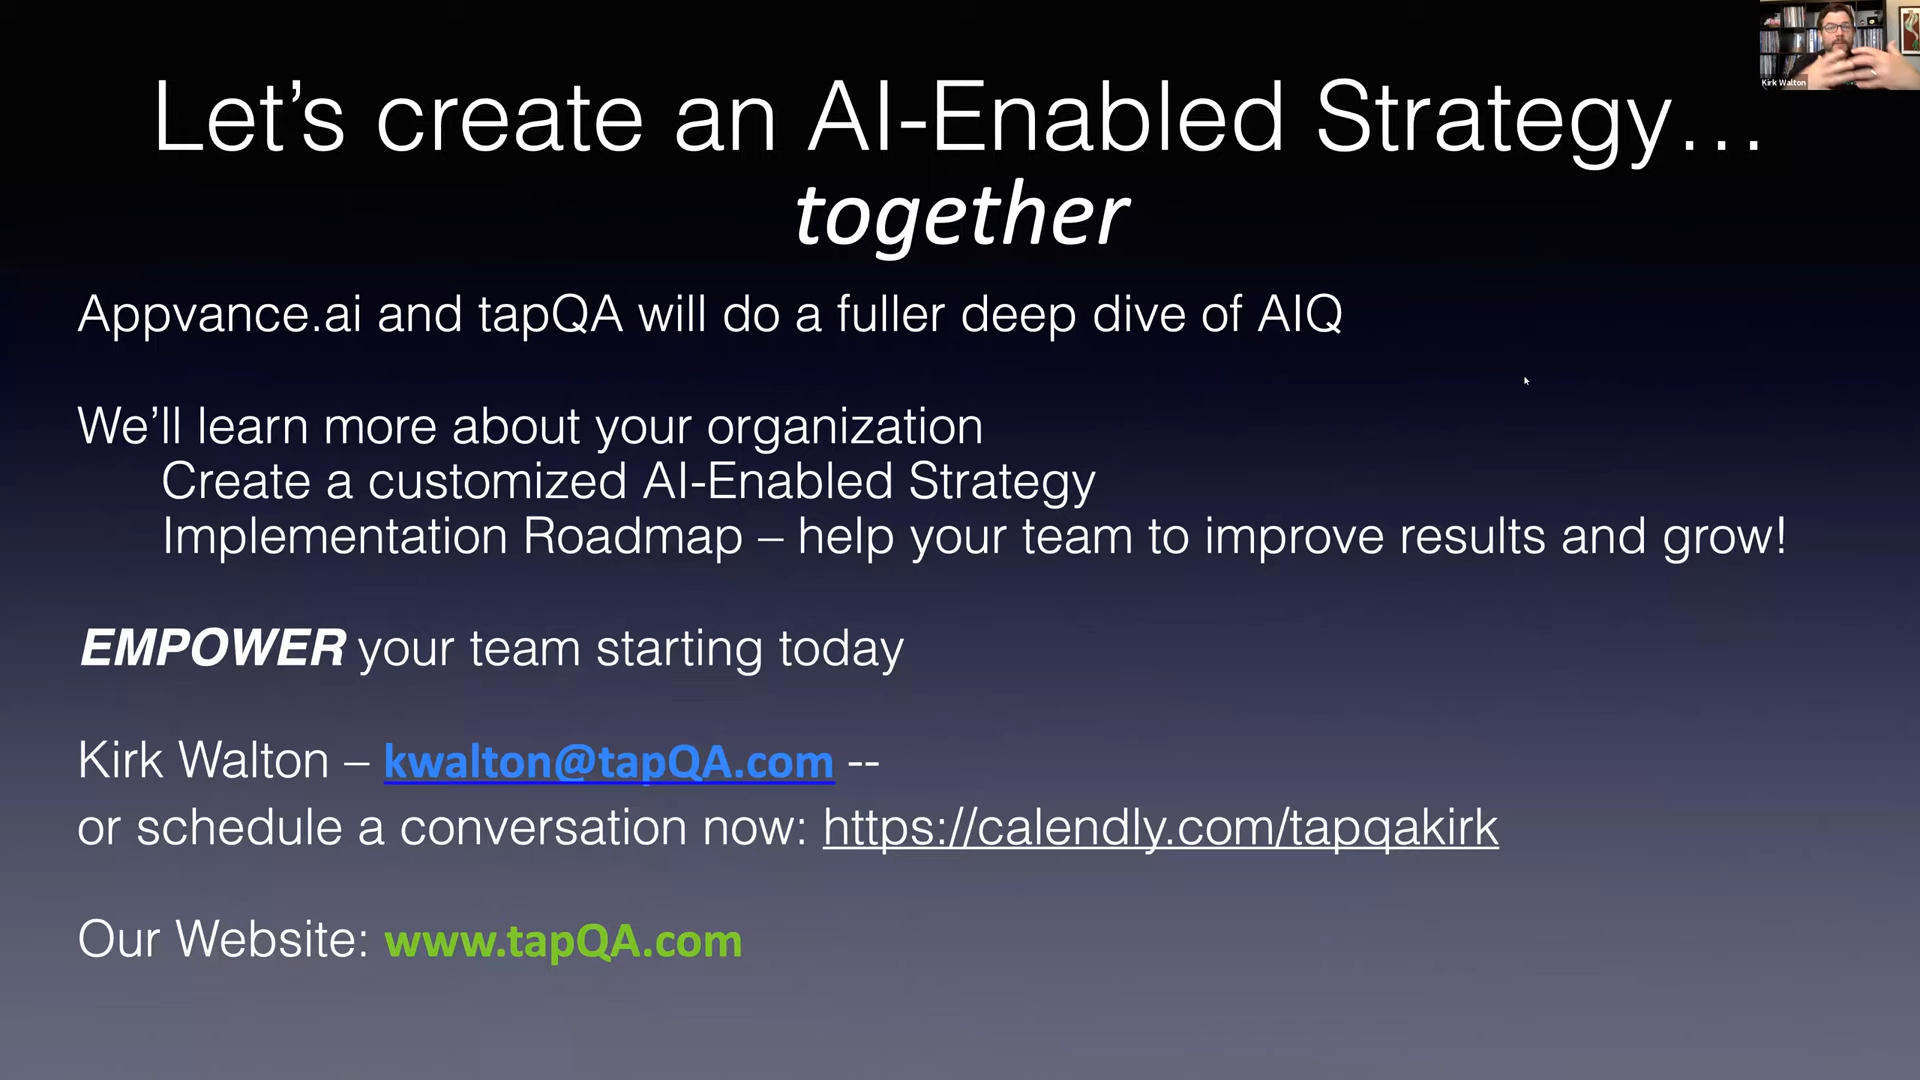 Kirk Walton
Let’s create an AI-Enabled Strategy…
together
Appvance.ai and tapQA will do a fuller deep dive of AIQ
We’ll learn more about your organization
Create a customized AI-Enabled Strategy
Implementation Roadmap – help your team to improve results and grow!
EMPOWER your team starting today
Kirk Walton – kwalton@tapQA.com --
or schedule a conversation now: https://calendly.com/tapqakirk
Our Website: www.tapQA.com